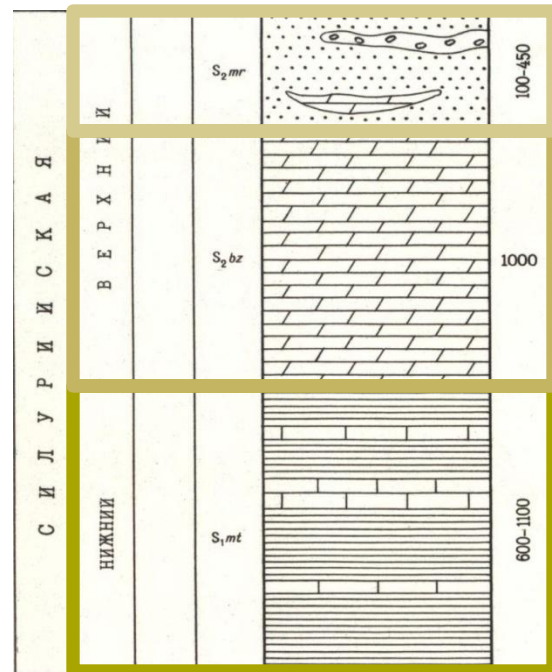 СИЛУРИЙСКАЯ
ВЕРХНИЙ
НИЖНИЙ
S₂mr
100-450
S₂bz
1000
S₁mt
600-1100